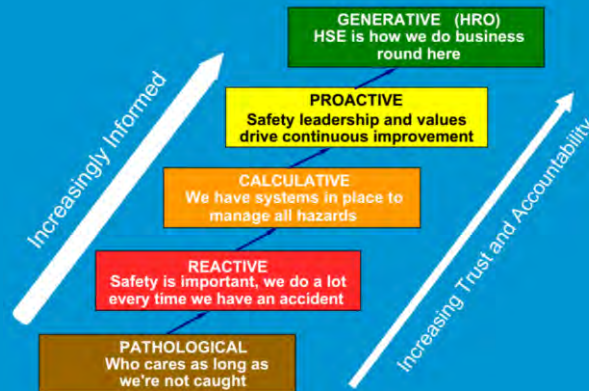 GENERATIVE (HRO)
HSE is how we do business
round here
PROACTIVE
Safety leadership and values
drive continuous improvement
CALCULATIVE
We have systems in place to
manage all hazards
REACTIVE
Safety is important, we do a lot
every time we have an accident
PATHOLOGICAL
Who cares as long as
we're not caught
Increasingly Informed
Increasing Trust and Accountability